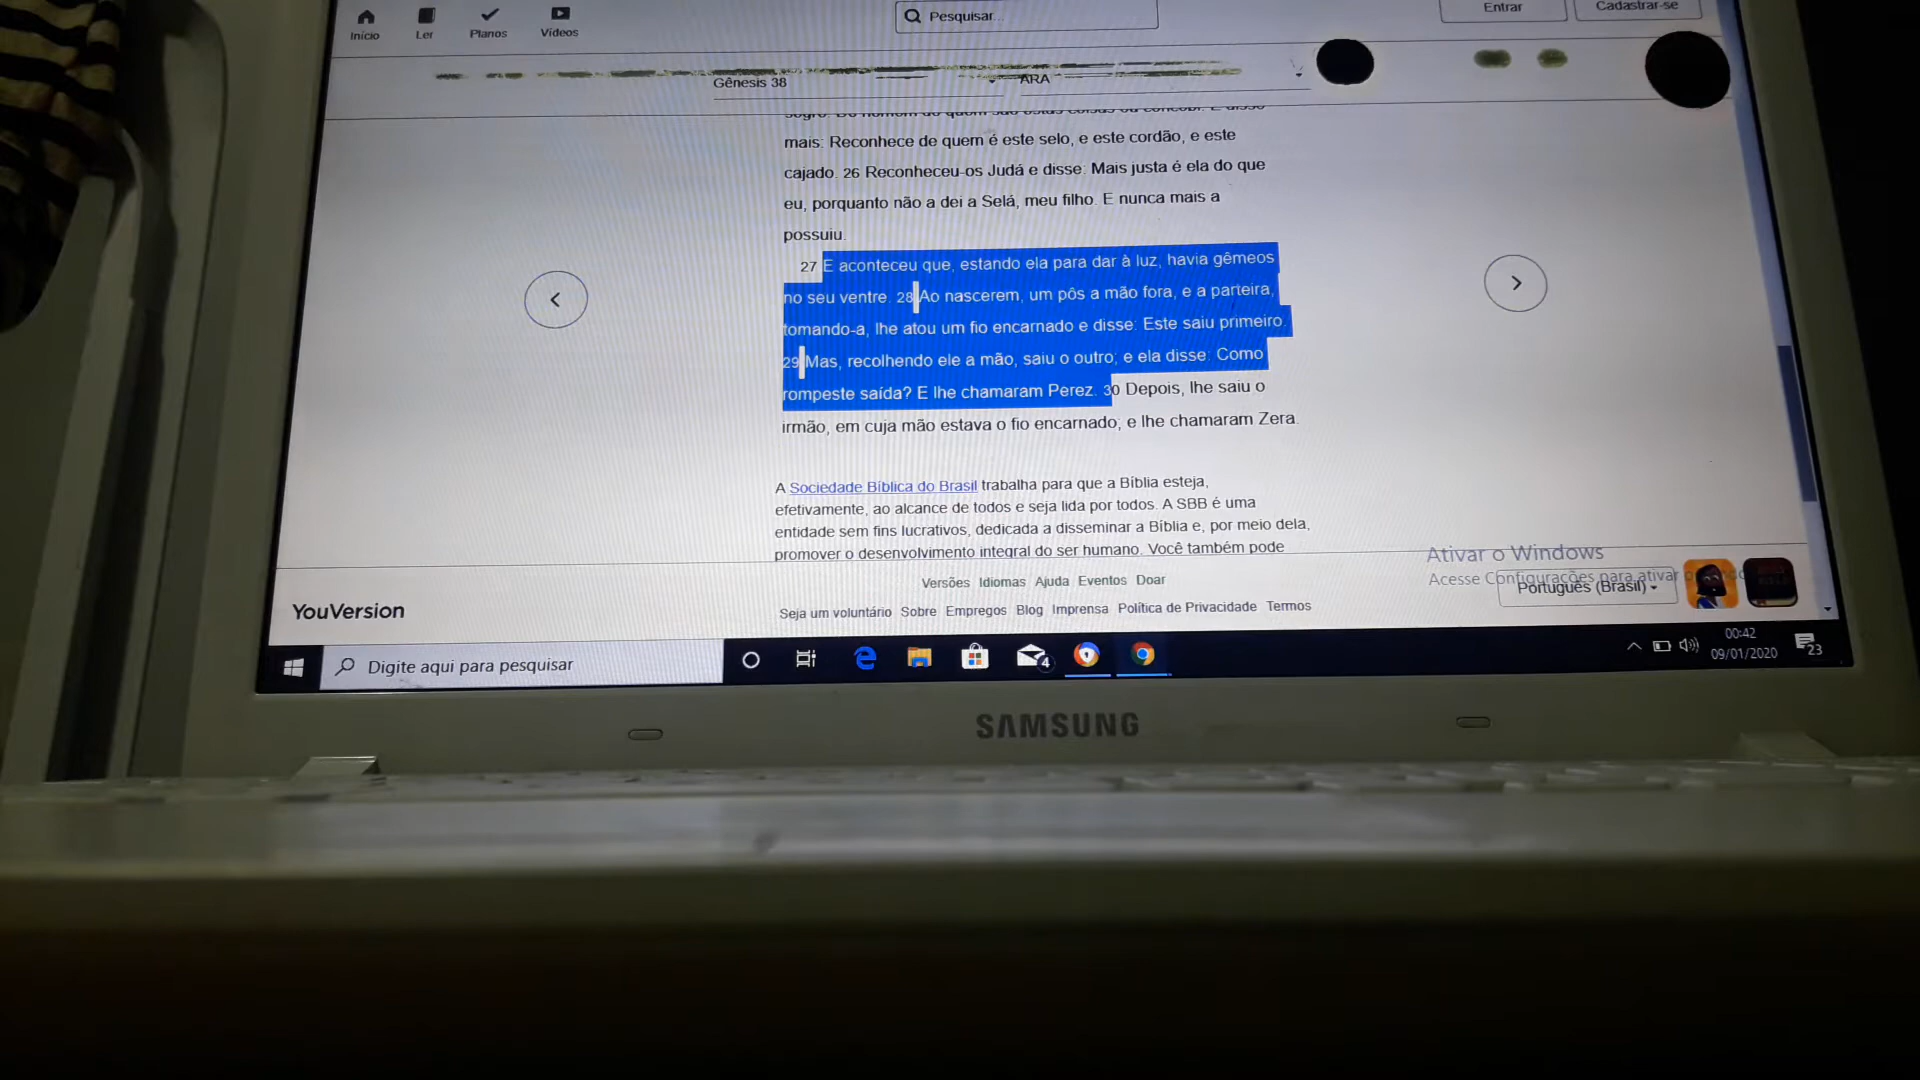 Início
Ler
Planos
Vídeos
Pesquisar...
Entrar
Cadastrar-se
Gênesis 38
ARA
mais: Reconhece de quem é este selo, e este cordão, e este
cajado. 26 Reconheceu-os Judá e disse: Mais justa é ela do que
eu, porquanto não a dei a Selá, meu filho. E nunca mais a
possuiu.
27 E aconteceu que, estando ela para dar à luz, havia gêmeos
no seu ventre. 28 Ao nascerem, um pôs a mão fora, e a parteira,
tomando-a, lhe atou um fio encarnado e disse: Este saiu primeiro.
29 Mas, recolhendo ele a mão, saiu o outro; e ela disse: Como
rompeste saída? E lhe chamaram Perez. 30 Depois, lhe saiu o
irmão, em cuja mão estava o fio encarnado; e lhe chamaram Zera.
A Sociedade Bíblica do Brasil trabalha para que a Bíblia esteja,
efetivamente, ao alcance de todos e seja lida por todos. A SBB é uma
entidade sem fins lucrativos, dedicada a disseminar a Bíblia e, por meio dela,
promover o desenvolvimento integral do ser humano. Você também pode
Ativar o Windows
Acesse Configurações para ativar o
Português (Brasil)
Versões Idiomas Ajuda Eventos Doar
YouVersion
Seja um voluntário Sobre Empregos Blog Imprensa Política de Privacidade Termos
Digite aqui para pesquisar
4
00:42
09/01/2020
23
SAMSUNG